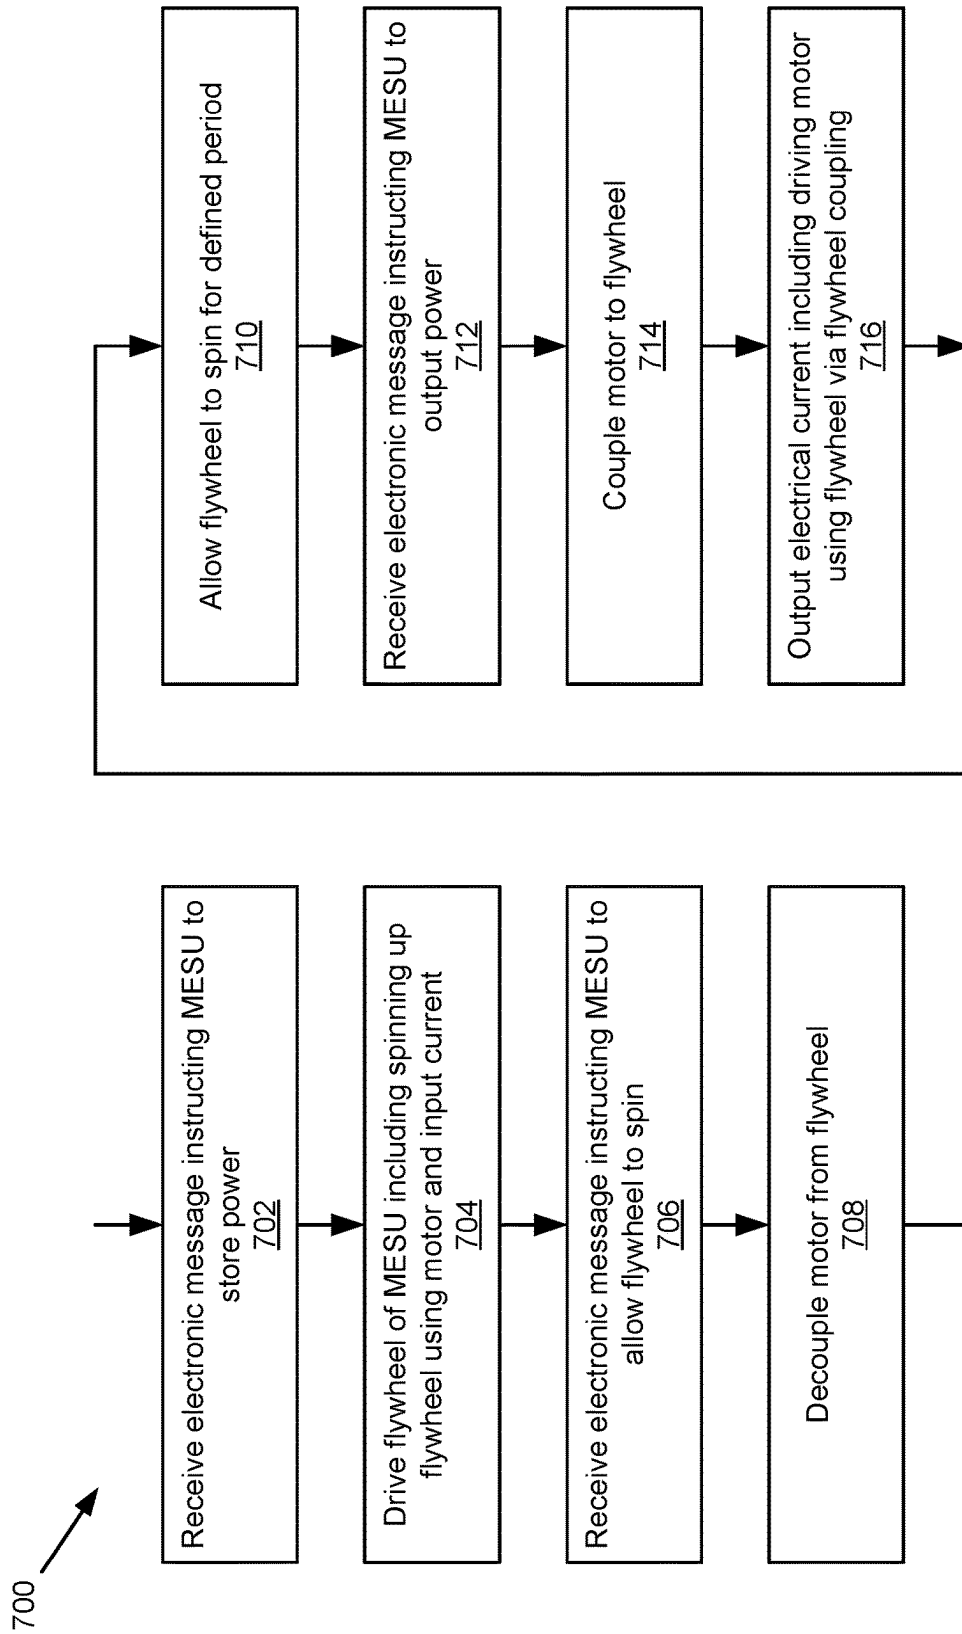 700
Receive electronic message instructing MESU to
store power
702
Drive flywheel of MESU including spinning up
flywheel using motor and input current
704
Receive electronic message instructing MESU to
allow flywheel to spin
706
Decouple motor from flywheel
708
Allow flywheel to spin for defined period
710
Receive electronic message instructing MESU to
output power
712
Couple motor to flywheel
714
Output electrical current including driving motor
using flywheel via flywheel coupling
716